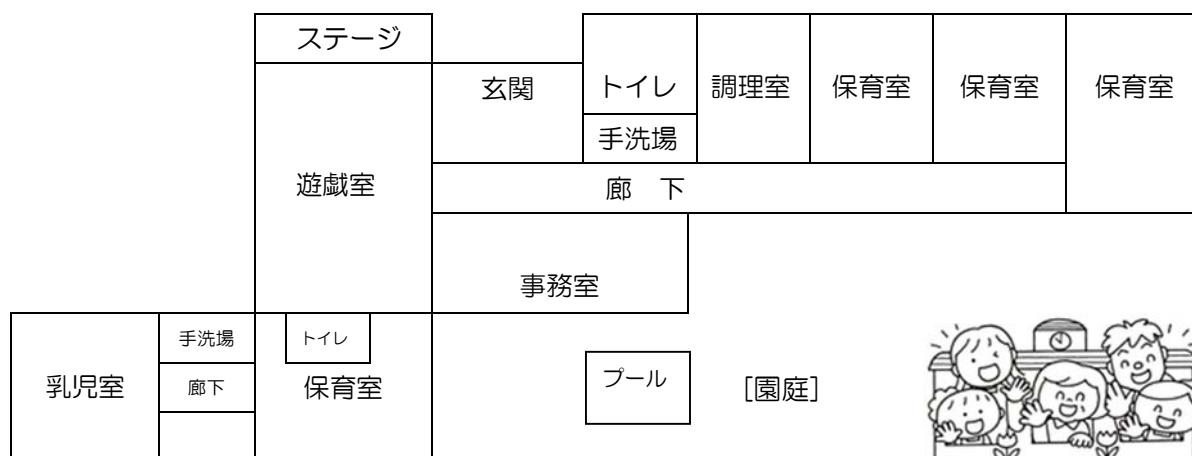 ステージ
玄関
トイレ
調理室
保育室
保育室
保育室
手洗場
遊戯室
廊　下
事務室
手洗場
トイレ
乳児室
廊下
保育室
プール
[園庭]